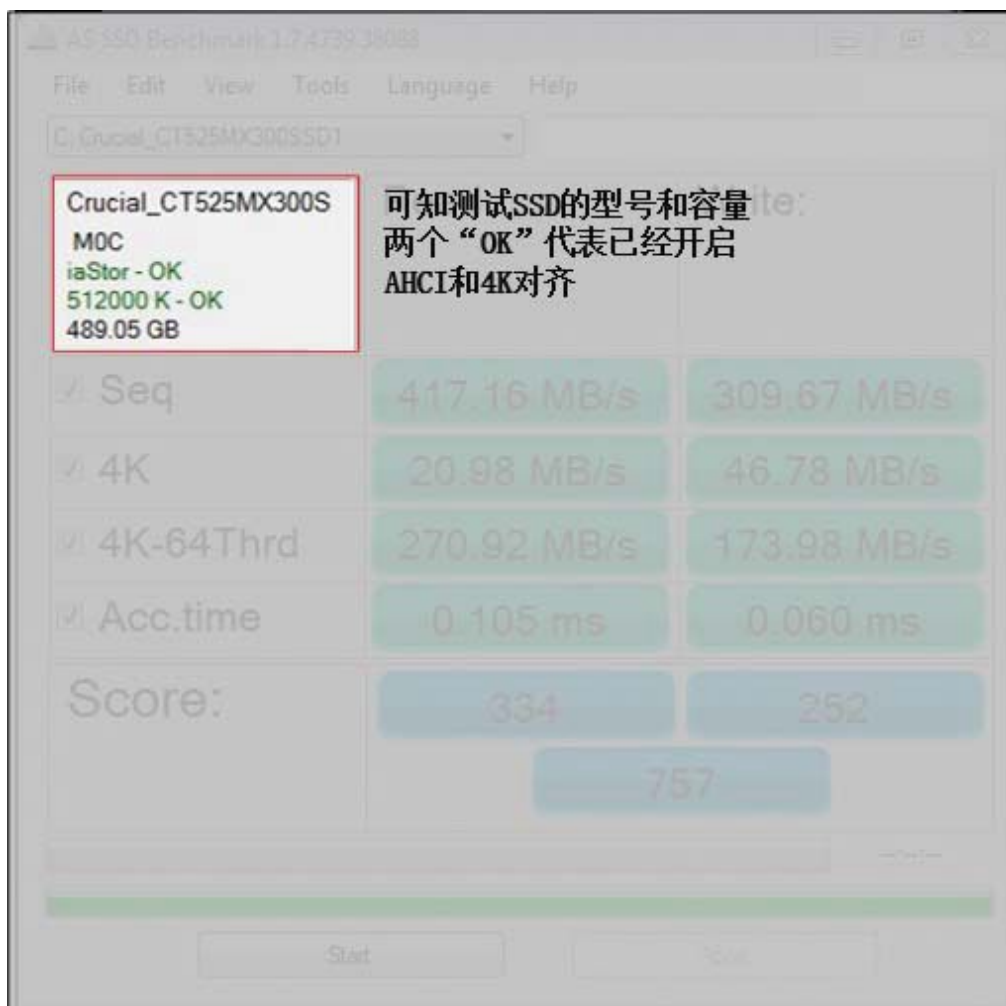 AS SSD Benchmark 1.7.4739.38088
File Edit View Tools Language Help
C: Crucial_CT525MX300SSD1
Crucial_CT525MX300S
M0C
iaStor - OK
512000 K - OK
489.05 GB
可知测试SSD的型号和容量
两个“OK”代表已经开启
AHCI和4K对齐
Seq 417.16 MB/s 309.67 MB/s
4K 20.98 MB/s 46.78 MB/s
4K-64Thrd 270.92 MB/s 173.98 MB/s
Acc.time 0.105 ms 0.060 ms
Score: 334 252
757
Start